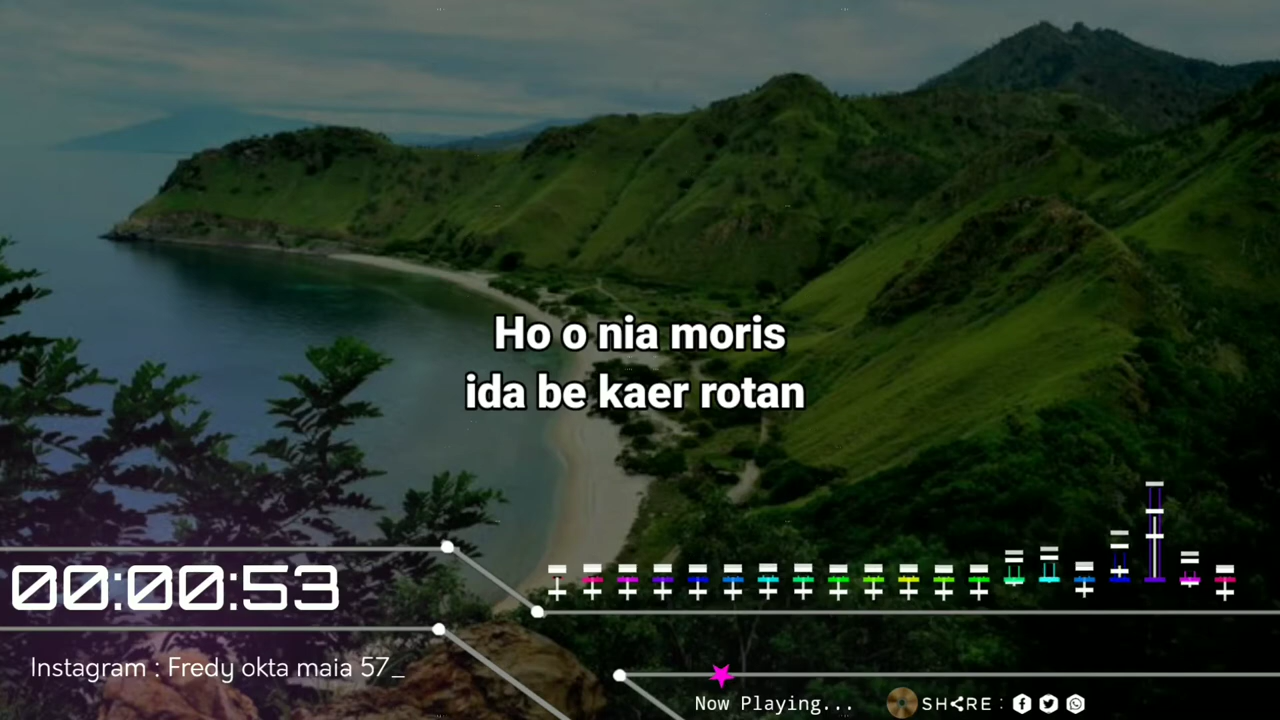 Ho o nia moris
ida be kaer rotan
00:00:53
Instagram : Fredy okta maia 57_
Now Playing...
SHARE :